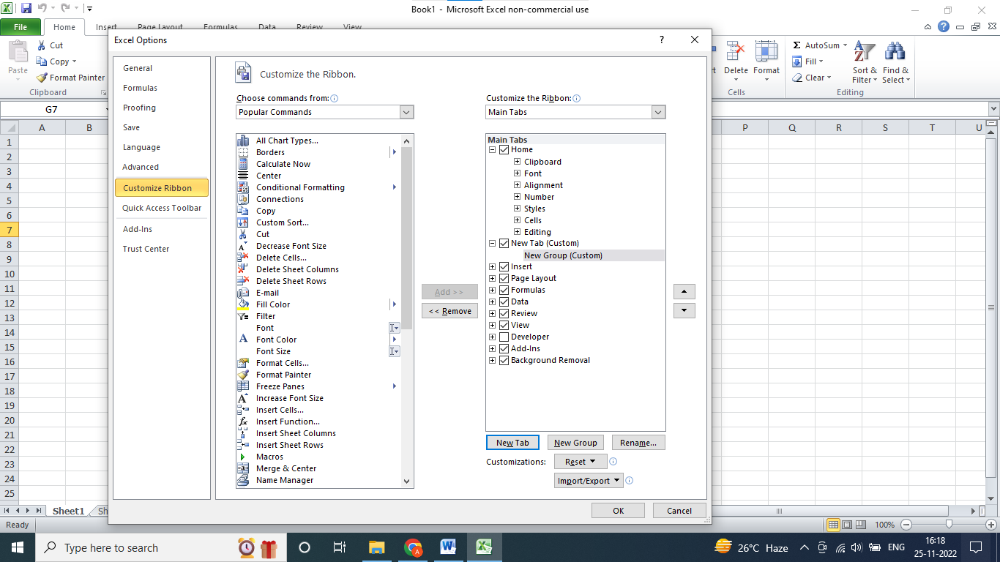 Book1 - Microsoft Excel non-commercial use
File Home Insert Page Layout Formulas Data Review View
Paste
Cut
Copy
Format Painter
Clipboard
Delete Format
Cells
Σ AutoSum
Fill
Clear
Sort & Filter
Find & Select
Editing
G7
A B P Q R S T U
1
2
3
4
5
6
7
8
9
10
11
12
13
14
15
16
17
18
19
20
21
22
23
24
25
Excel Options
General
Formulas
Proofing
Save
Language
Advanced
Customize Ribbon
Quick Access Toolbar
Add-Ins
Trust Center
Customize the Ribbon.
Choose commands from:
Popular Commands
All Chart Types...
Borders
Calculate Now
Center
Conditional Formatting
Connections
Copy
Custom Sort...
Cut
Decrease Font Size
Delete Cells...
Delete Sheet Columns
Delete Sheet Rows
E-mail
Fill Color
Filter
Font
Font Color
Font Size
Format Cells...
Format Painter
Freeze Panes
Increase Font Size
Insert Cells...
Insert Function...
Insert Sheet Columns
Insert Sheet Rows
Macros
Merge & Center
Name Manager
Add >>
<< Remove
Customize the Ribbon:
Main Tabs
Main Tabs
Home
Clipboard
Font
Alignment
Number
Styles
Cells
Editing
New Tab (Custom)
New Group (Custom)
Insert
Page Layout
Formulas
Data
Review
View
Developer
Add-Ins
Background Removal
New Tab New Group Rename...
Customizations: Reset
Import/Export
OK Cancel
Sheet1 Sh
Ready 100%
Type here to search
26°C Haze ENG
16:18
25-11-2022